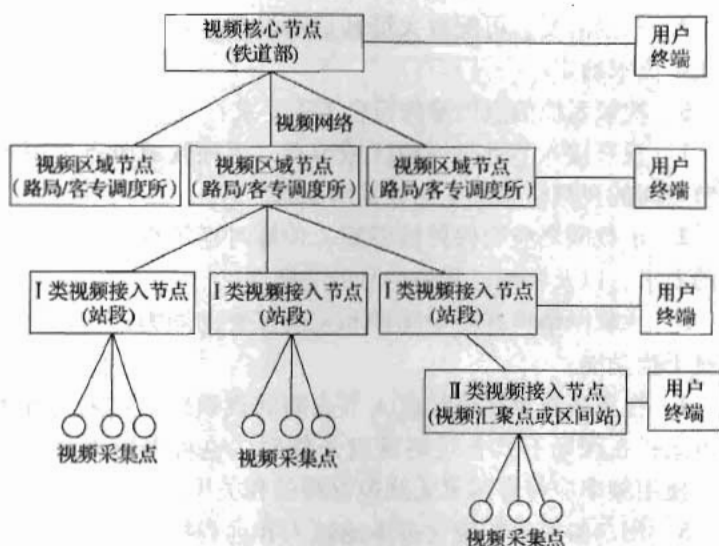 视频核心节点
(铁道部)
用户
终端
视频网络
视频区域节点
(路局/客专调度所)
视频区域节点
(路局/客专调度所)
视频区域节点
(路局/客专调度所)
用户
终端
Ⅰ类视频接入节点
(站段)
Ⅰ类视频接入节点
(站段)
Ⅰ类视频接入节点
(站段)
用户
终端
Ⅱ类视频接入节点
(视频汇聚点或区间站)
用户
终端
视频采集点
视频采集点
视频采集点